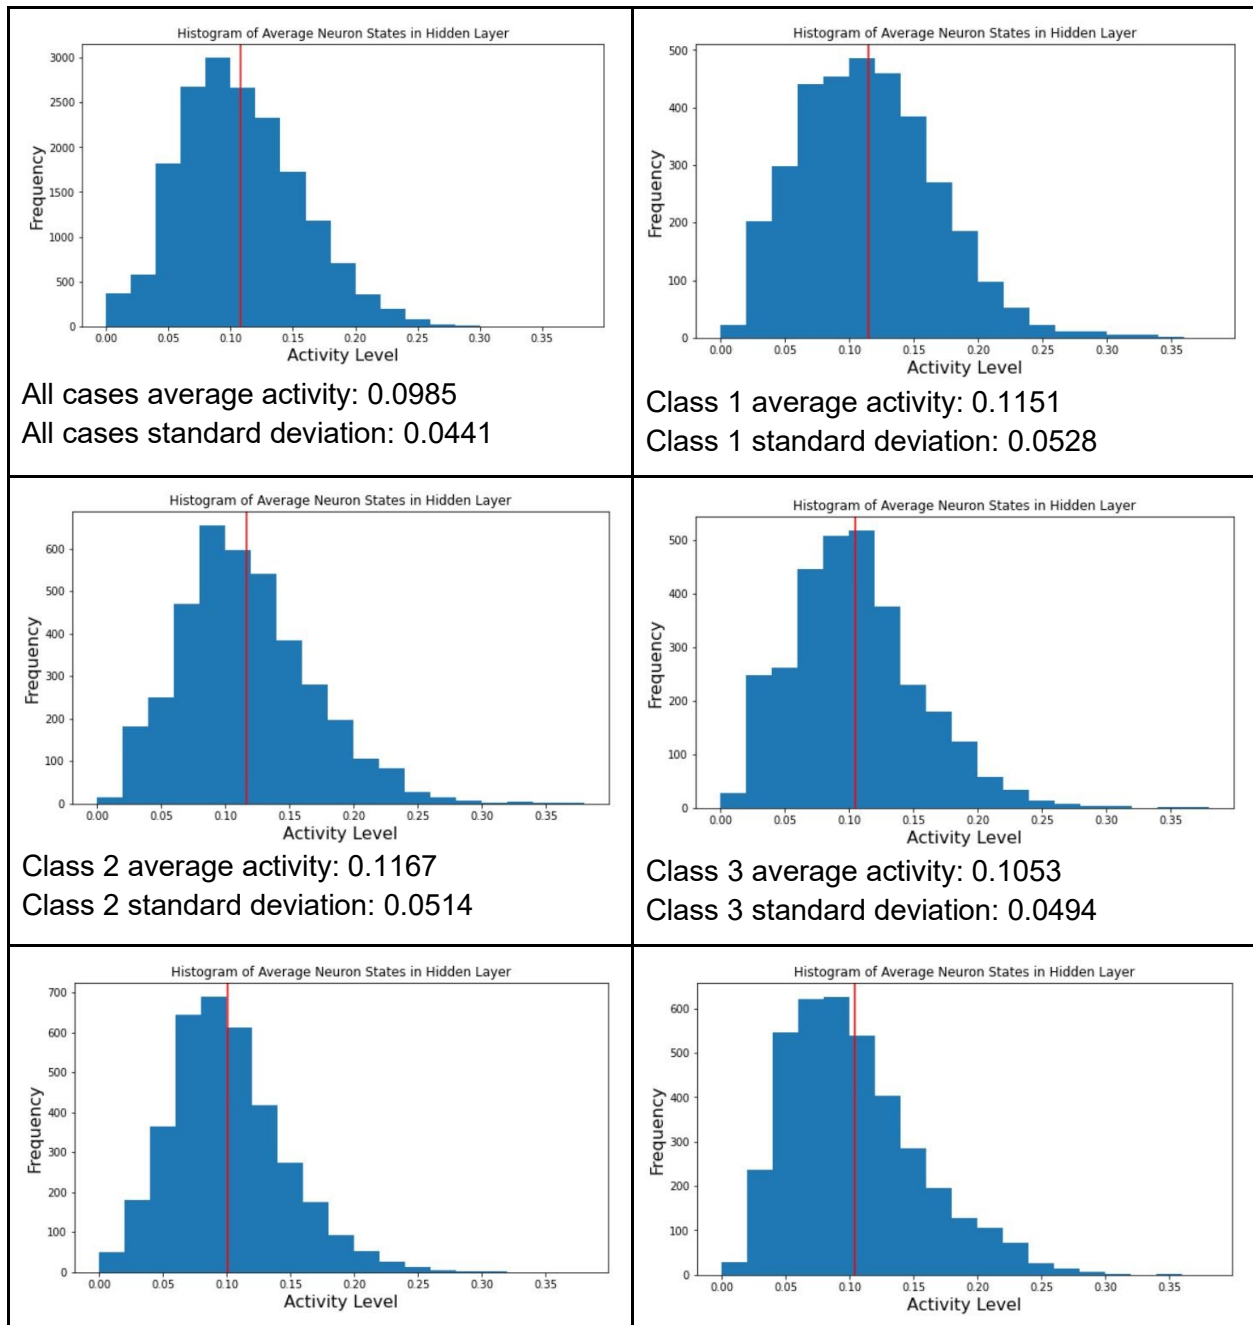 Histogram of Average Neuron States in Hidden Layer
Frequency
3000
2500
2000
1500
1000
500
0
0.00 0.05 0.10 0.15 0.20 0.25 0.30 0.35
Activity Level
All cases average activity: 0.0985
All cases standard deviation: 0.0441
Histogram of Average Neuron States in Hidden Layer
Frequency
500
400
300
200
100
0
0.00 0.05 0.10 0.15 0.20 0.25 0.30 0.35
Activity Level
Class 1 average activity: 0.1151
Class 1 standard deviation: 0.0528
Histogram of Average Neuron States in Hidden Layer
Frequency
600
500
400
300
200
100
0
0.00 0.05 0.10 0.15 0.20 0.25 0.30 0.35
Activity Level
Class 2 average activity: 0.1167
Class 2 standard deviation: 0.0514
Histogram of Average Neuron States in Hidden Layer
Frequency
500
400
300
200
100
0
0.00 0.05 0.10 0.15 0.20 0.25 0.30 0.35
Activity Level
Class 3 average activity: 0.1053
Class 3 standard deviation: 0.0494
Histogram of Average Neuron States in Hidden Layer
Frequency
700
600
500
400
300
200
100
0
0.00 0.05 0.10 0.15 0.20 0.25 0.30 0.35
Activity Level
Histogram of Average Neuron States in Hidden Layer
Frequency
600
500
400
300
200
100
0
0.00 0.05 0.10 0.15 0.20 0.25 0.30 0.35
Activity Level